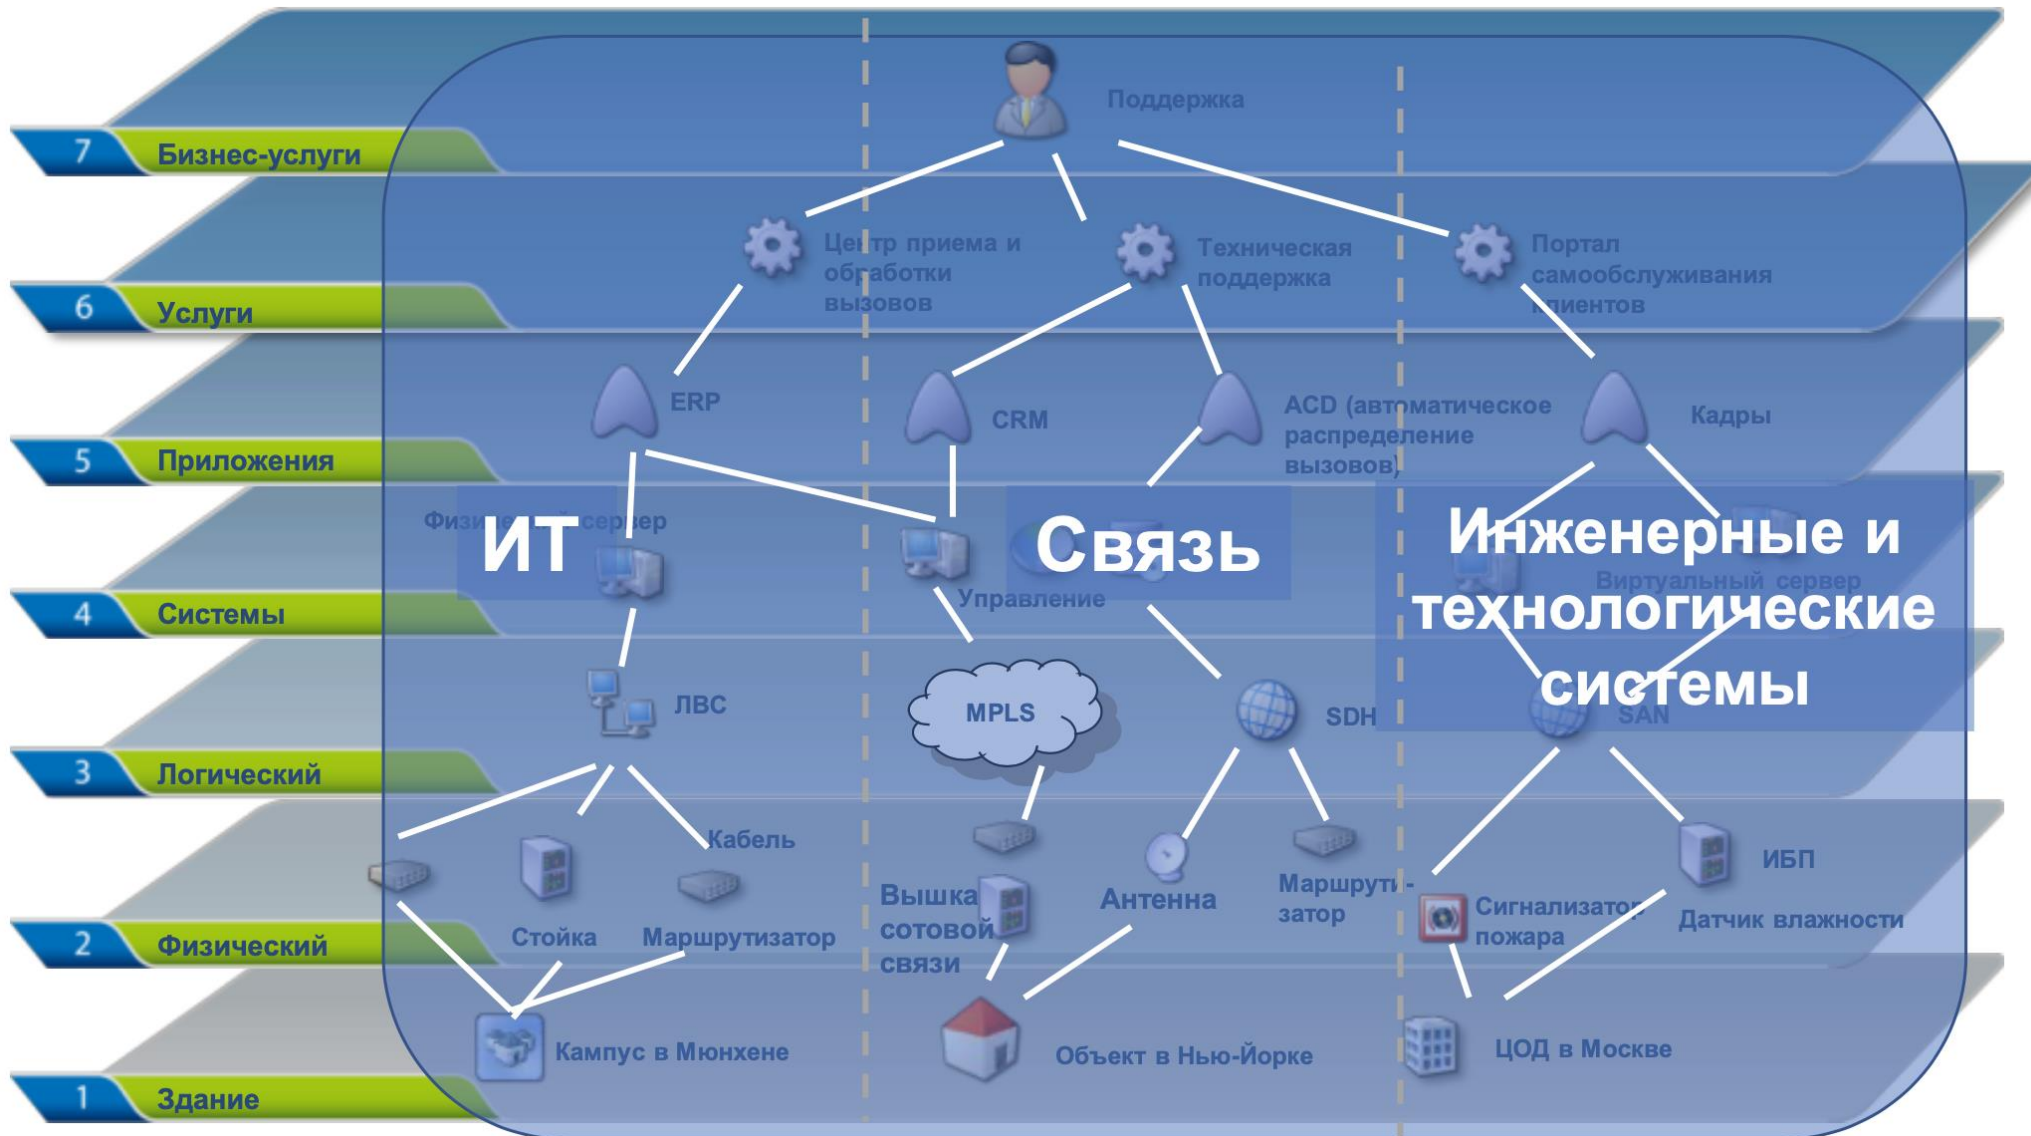 Поддержка
7
Бизнес-услуги
Центр приема и
обработки
вызовов
Техническая
поддержка
Портал
самообслуживания
клиентов
6
Услуги
ERP
CRM
ACD (автоматическое
распределение
вызовов)
Кадры
5
Приложения
Физический сервер
ИТ
Связь
Инженерные и
технологические
системы
Управление
Виртуальный сервер
4
Системы
ЛВС
MPLS
SDH
SAN
3
Логический
Кабель
Стойка
Маршрутизатор
Вышка
сотовой
связи
Антенна
Маршрути-
затор
Сигнализатор
пожара
ИБП
Датчик влажности
2
Физический
Кампус в Мюнхене
Объект в Нью-Йорке
ЦОД в Москве
1
Здание